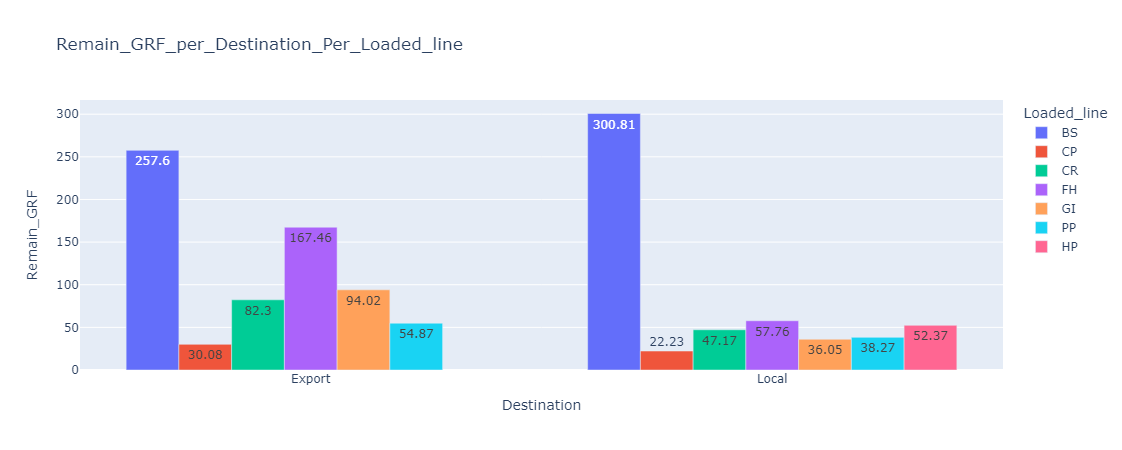 Remain_GRF_per_Destination_Per_Loaded_line
Loaded_line
BS
CP
CR
FH
GI
PP
HP
Remain_GRF
300
250
200
150
100
50
0
257.6
30.08
82.3
167.46
94.02
54.87
300.81
22.23
47.17
57.76
36.05
38.27
52.37
Export
Local
Destination